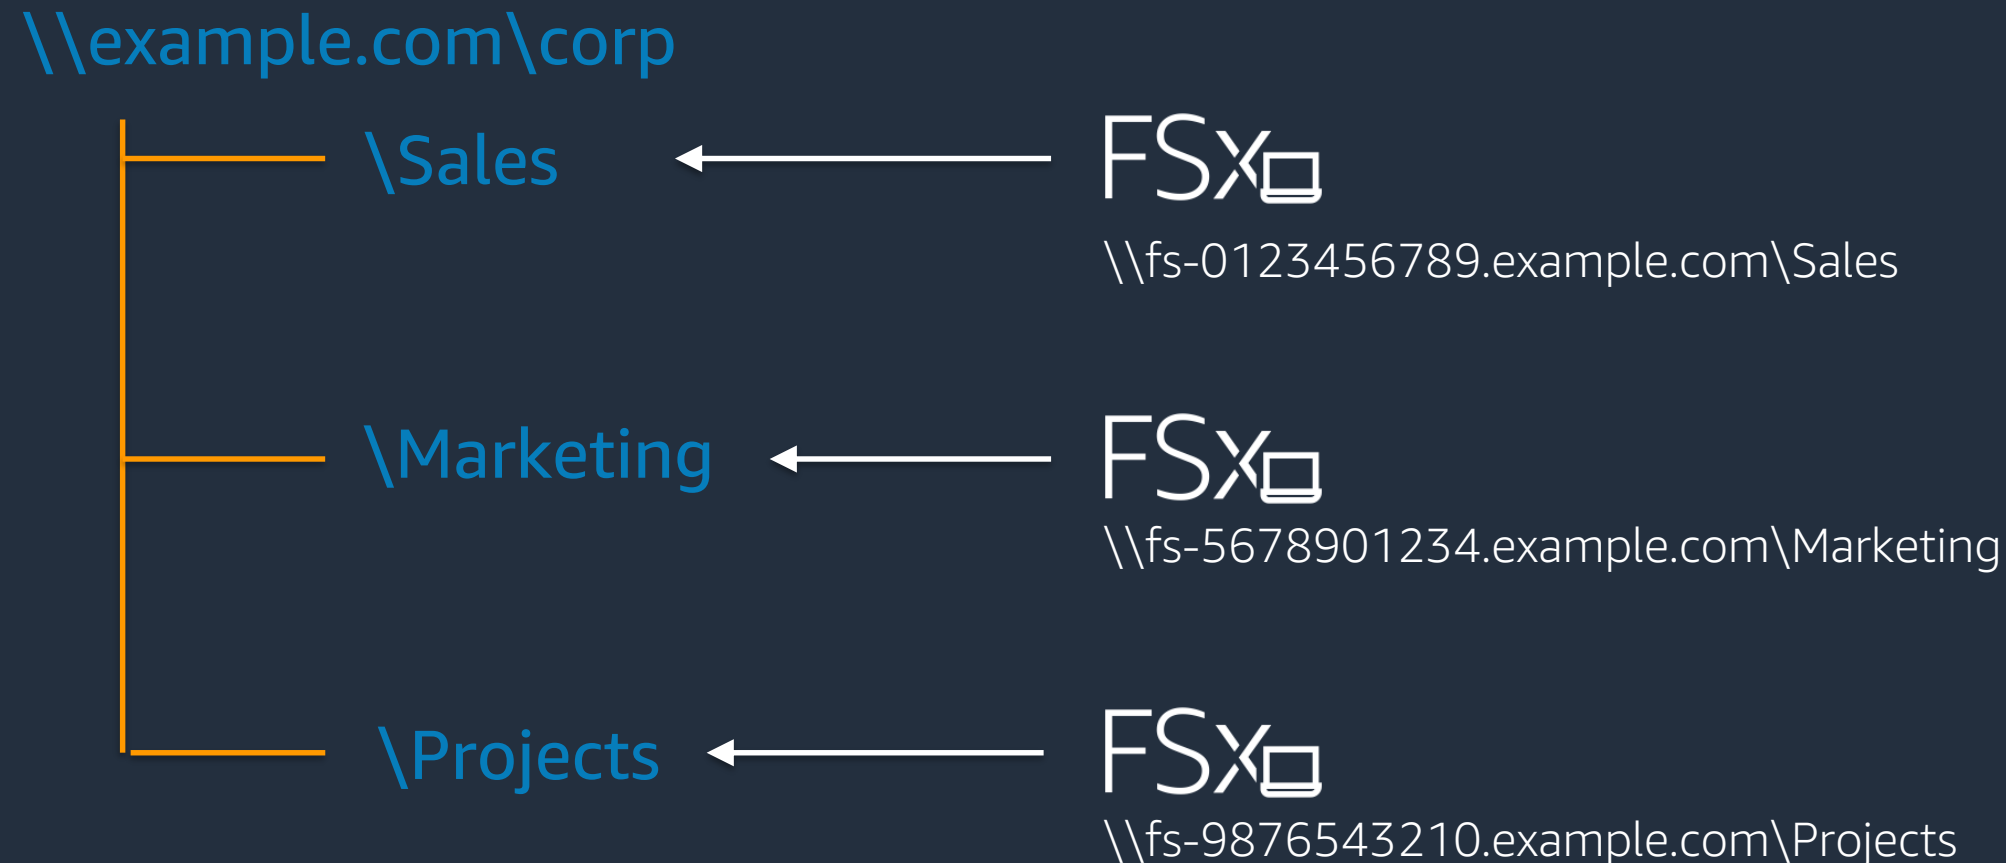 \\example.com\corp
\Sales
FSx
\\fs-0123456789.example.com\Sales
\Marketing
FSx
\\fs-5678901234.example.com\Marketing
\Projects
FSx
\\fs-9876543210.example.com\Projects